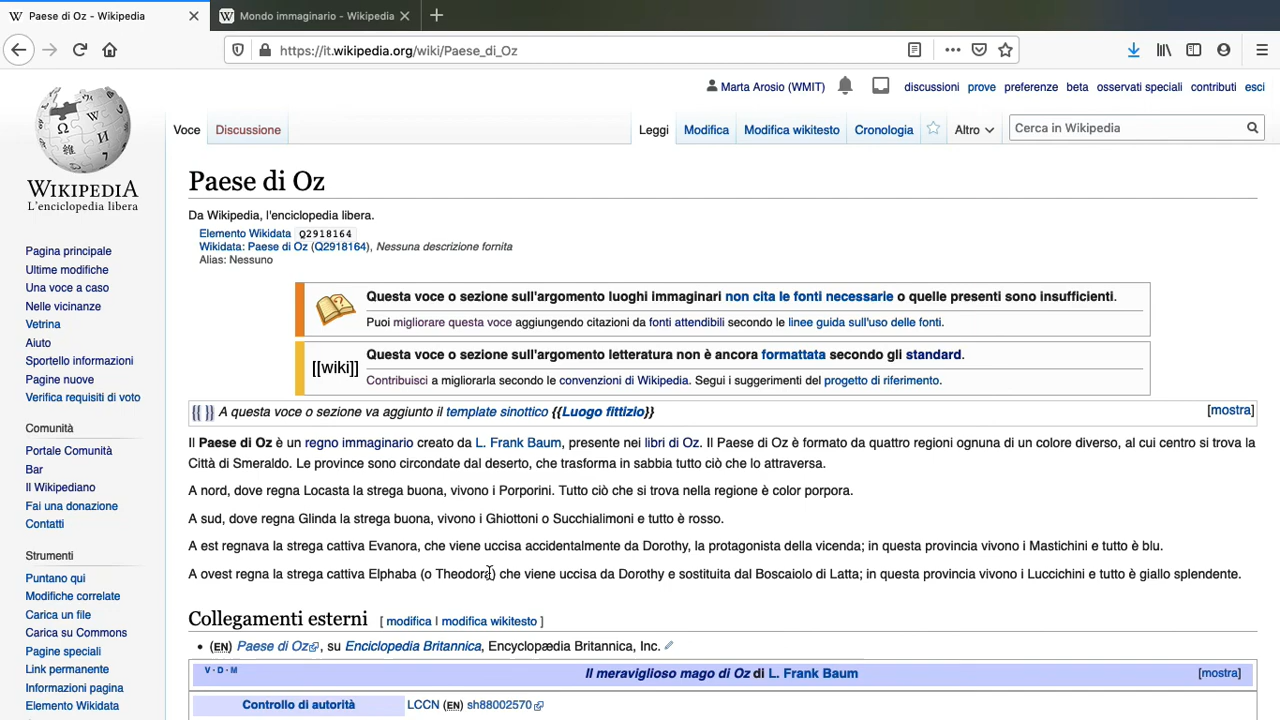 Paese di Oz - Wikipedia
Mondo immaginario - Wikipedia
https://it.wikipedia.org/wiki/Paese_di_Oz
Marta Arosio (WMIT)
discussioni prove preferenze beta osservati speciali contributi esci
Voce Discussione Leggi Modifica Modifica wikitesto Cronologia Altro Cerca in Wikipedia
WIKIPEDIA
L'enciclopedia libera
Paese di Oz
Da Wikipedia, l'enciclopedia libera.
Elemento Wikidata Q2918164
Wikidata: Paese di Oz (Q2918164), Nessuna descrizione fornita
Alias: Nessuno
Questa voce o sezione sull'argomento luoghi immaginari non cita le fonti necessarie o quelle presenti sono insufficienti.
Puoi migliorare questa voce aggiungendo citazioni da fonti attendibili secondo le linee guida sull'uso delle fonti.
[[wiki]]
Questa voce o sezione sull'argomento letteratura non è ancora formattata secondo gli standard.
Contribuisci a migliorarla secondo le convenzioni di Wikipedia. Segui i suggerimenti del progetto di riferimento.
{{ }} A questa voce o sezione va aggiunto il template sinottico {{Luogo fittizio}} [mostra]
Il Paese di Oz è un regno immaginario creato da L. Frank Baum, presente nei libri di Oz. Il Paese di Oz è formato da quattro regioni ognuna di un colore diverso, al cui centro si trova la
Città di Smeraldo. Le province sono circondate dal deserto, che trasforma in sabbia tutto ciò che lo attraversa.
A nord, dove regna Locasta la strega buona, vivono i Porporini. Tutto ciò che si trova nella regione è color porpora.
A sud, dove regna Glinda la strega buona, vivono i Ghiottoni o Succhialimoni e tutto è rosso.
A est regnava la strega cattiva Evanora, che viene uccisa accidentalmente da Dorothy, la protagonista della vicenda; in questa provincia vivono i Mastichini e tutto è blu.
A ovest regna la strega cattiva Elphaba (o Theodora) che viene uccisa da Dorothy e sostituita dal Boscaiolo di Latta; in questa provincia vivono i Luccichini e tutto è giallo splendente.
Collegamenti esterni [ modifica | modifica wikitesto ]
(EN) Paese di Oz, su Enciclopedia Britannica, Encyclopædia Britannica, Inc.
V · D · M Il meraviglioso mago di Oz di L. Frank Baum [mostra]
Controllo di autorità LCCN (EN) sh88002570
Pagina principale
Ultime modifiche
Una voce a caso
Nelle vicinanze
Vetrina
Aiuto
Sportello informazioni
Pagine nuove
Verifica requisiti di voto
Comunità
Portale Comunità
Bar
Il Wikipediano
Fai una donazione
Contatti
Strumenti
Puntano qui
Modifiche correlate
Carica un file
Carica su Commons
Pagine speciali
Link permanente
Informazioni pagina
Elemento Wikidata